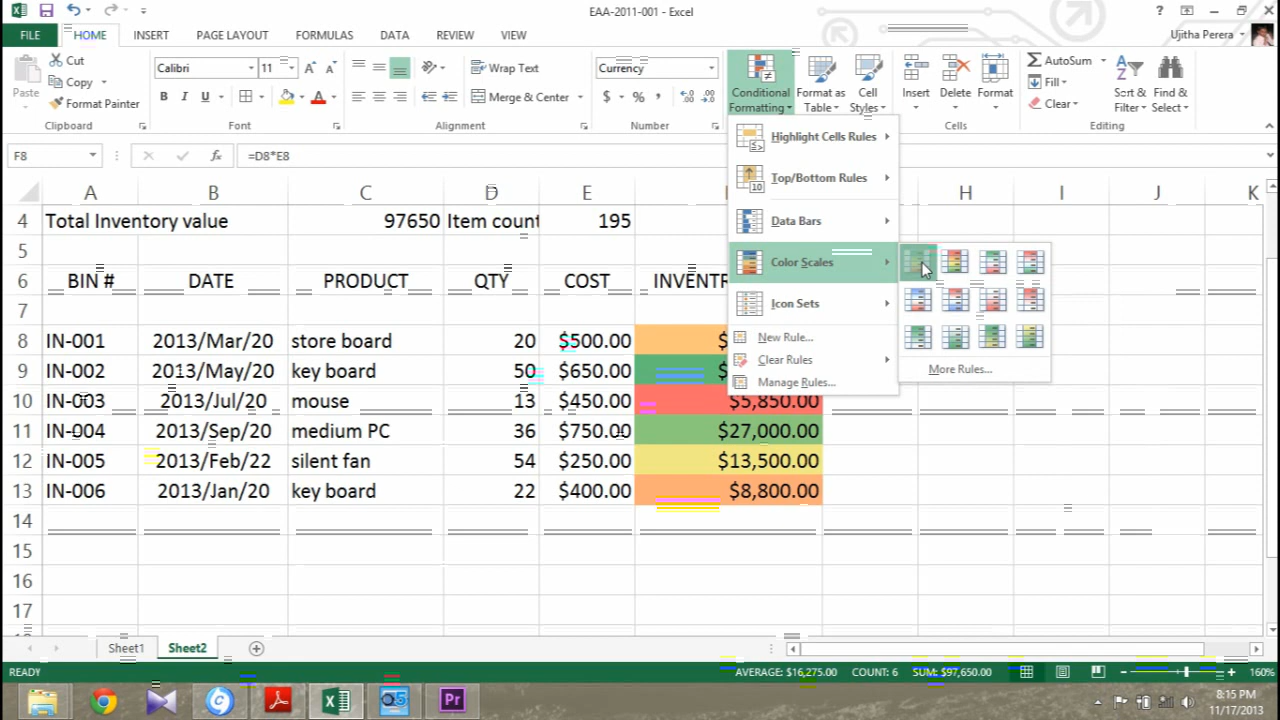 EAA-2011-001 - Excel
?
FILE HOME INSERT PAGE LAYOUT FORMULAS DATA REVIEW VIEW Ujitha Perera
Paste Cut Copy Format Painter Clipboard
Calibri 11 B I U A Font
Wrap Text Merge & Center Alignment
Currency $ % , Number
Conditional Formatting Format as Table Cell Styles
Insert Delete Format Cells
AutoSum Fill Clear Sort & Filter Find & Select Editing
F8 fx =D8*E8
A B C D E H I J K
4 Total Inventory value 97650 Item count 195
5
6 BIN # DATE PRODUCT QTY COST
7
8 IN-001 2013/Mar/20 store board 20 $500.00
9 IN-002 2013/May/20 key board 50 $650.00
10 IN-003 2013/Jul/20 mouse 13 $450.00 $5,850.00
11 IN-004 2013/Sep/20 medium PC 36 $750.00 $27,000.00
12 IN-005 2013/Feb/22 silent fan 54 $250.00 $13,500.00
13 IN-006 2013/Jan/20 key board 22 $400.00 $8,800.00
14
15
16
17
Highlight Cells Rules
Top/Bottom Rules
Data Bars
Color Scales
Icon Sets
New Rule...
Clear Rules
Manage Rules...
More Rules...
Sheet1 Sheet2
READY AVERAGE: $16,275.00 COUNT: 6 SUM: $97,650.00 160%
Pr
8:15 PM
11/17/2013